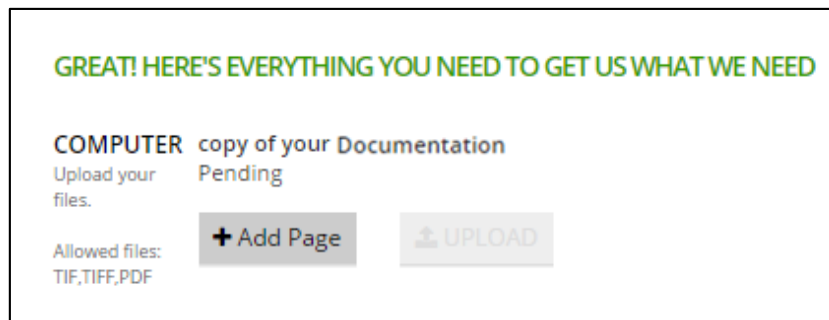 GREAT! HERE'S EVERYTHING YOU NEED TO GET US WHAT WE NEED
COMPUTER
Upload your
files.
Allowed files:
TIF,TIFF,PDF
copy of your Documentation
Pending
+ Add Page
UPLOAD